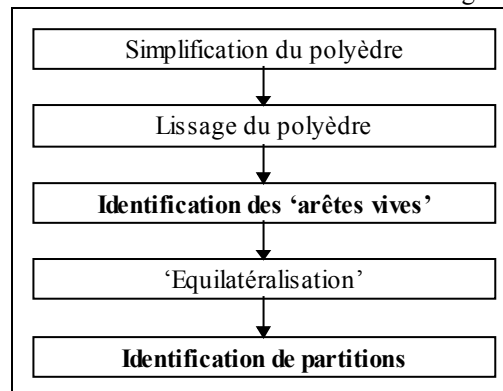 Simplification du polyèdre
Lissage du polyèdre
Identification des ‘arêtes vives’
‘Equilatéralisation’
Identification de partitions